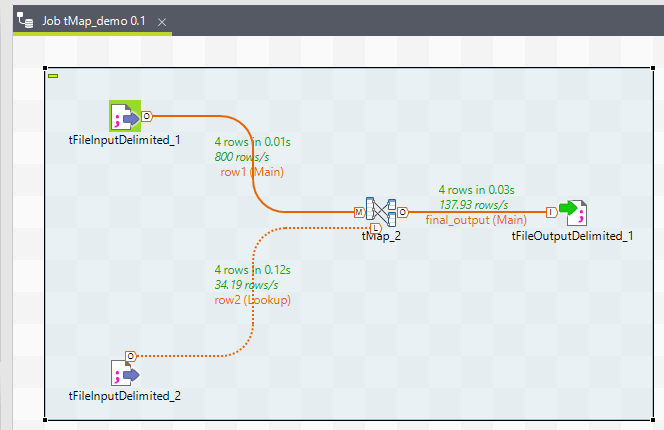 Job tMap_demo 0.1
tFileInputDelimited_1
O
4 rows in 0.01s
800 rows/s
row1 (Main)
4 rows in 0.03s
137.93 rows/s
final_output (Main)
M
O
I
L
tMap_2
tFileOutputDelimited_1
4 rows in 0.12s
34.19 rows/s
row2 (Lookup)
O
tFileInputDelimited_2